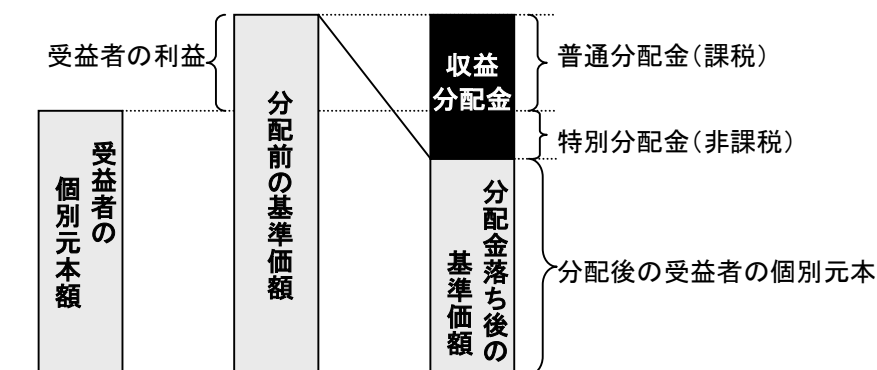 受益者の利益
受益者の
個別元本額
分配前の基準価額
収益
分配金
分配金落ち後の
基準価額
普通分配金(課税)
特別分配金(非課税)
分配後の受益者の個別元本